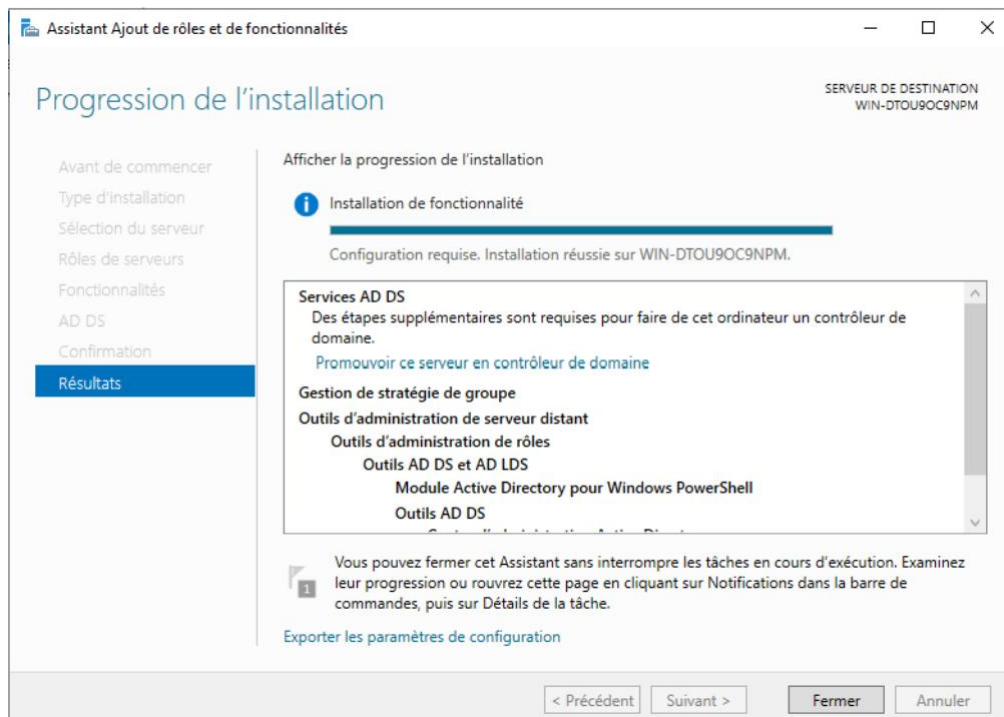 Assistant Ajout de rôles et de fonctionnalités
Progression de l'installation
SERVEUR DE DESTINATION
WIN-DTOU9OC9NPM
Avant de commencer
Type d'installation
Sélection du serveur
Rôles de serveurs
Fonctionnalités
AD DS
Confirmation
Résultats
Afficher la progression de l'installation
Installation de fonctionnalité
Configuration requise. Installation réussie sur WIN-DTOU9OC9NPM.
Services AD DS
Des étapes supplémentaires sont requises pour faire de cet ordinateur un contrôleur de
domaine.
Promouvoir ce serveur en contrôleur de domaine
Gestion de stratégie de groupe
Outils d'administration de serveur distant
Outils d'administration de rôles
Outils AD DS et AD LDS
Module Active Directory pour Windows PowerShell
Outils AD DS
1
Vous pouvez fermer cet Assistant sans interrompre les tâches en cours d'exécution. Examinez
leur progression ou rouvrez cette page en cliquant sur Notifications dans la barre de
commandes, puis sur Détails de la tâche.
Exporter les paramètres de configuration
< Précédent Suivant > Fermer Annuler